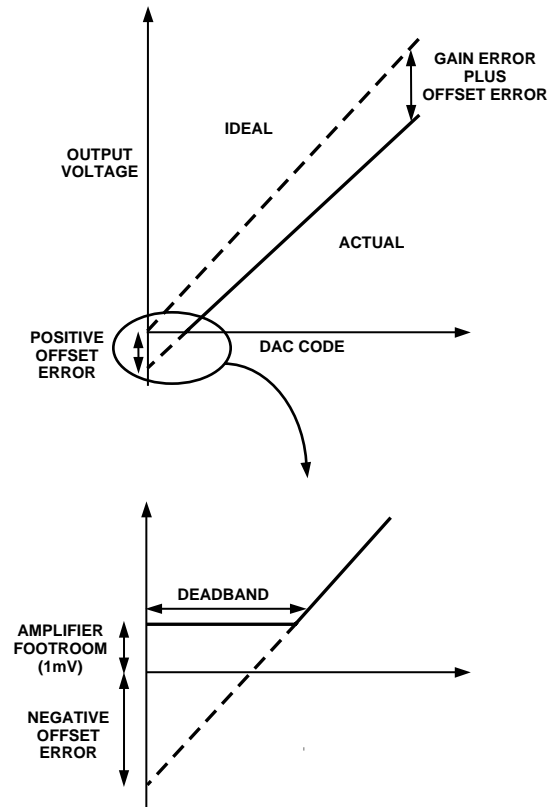 GAIN ERROR
PLUS
OFFSET ERROR
IDEAL
OUTPUT
VOLTAGE
ACTUAL
POSITIVE
OFFSET
ERROR
DAC CODE
DEADBAND
AMPLIFIER
FOOTROOM
(1mV)
NEGATIVE
OFFSET
ERROR